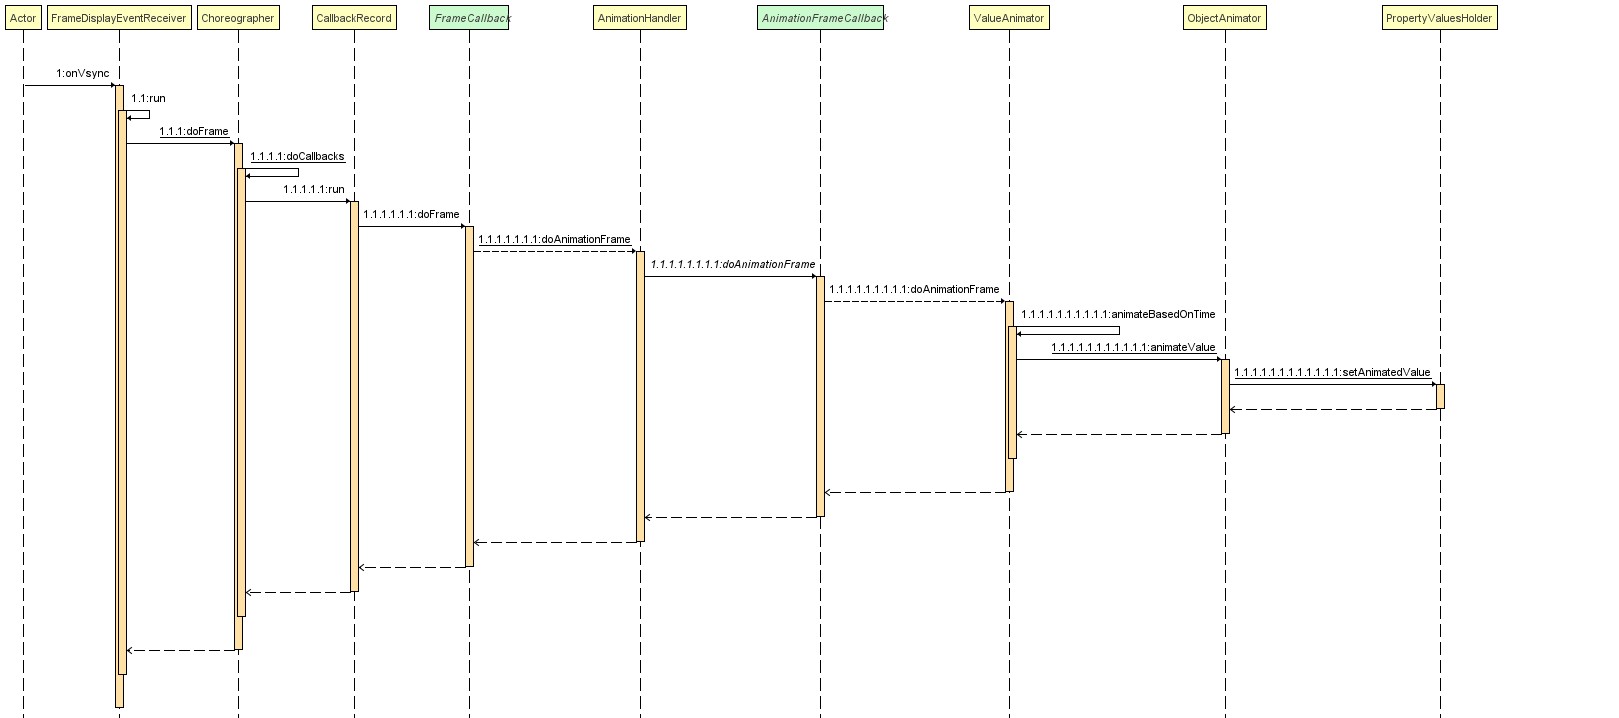 Actor
FrameDisplayEventReceiver
Choreographer
CallbackRecord
FrameCallback
AnimationHandler
AnimationFrameCallback
ValueAnimator
ObjectAnimator
PropertyValuesHolder
1:onVsync
1.1:run
1.1.1:doFrame
1.1.1.1:doCallbacks
1.1.1.1.1:run
1.1.1.1.1.1:doFrame
1.1.1.1.1.1.1:doAnimationFrame
1.1.1.1.1.1.1.1:doAnimationFrame
1.1.1.1.1.1.1.1.1:doAnimationFrame
1.1.1.1.1.1.1.1.1.1:animateBasedOnTime
1.1.1.1.1.1.1.1.1.1.1:animateValue
1.1.1.1.1.1.1.1.1.1.1.1:setAnimatedValue